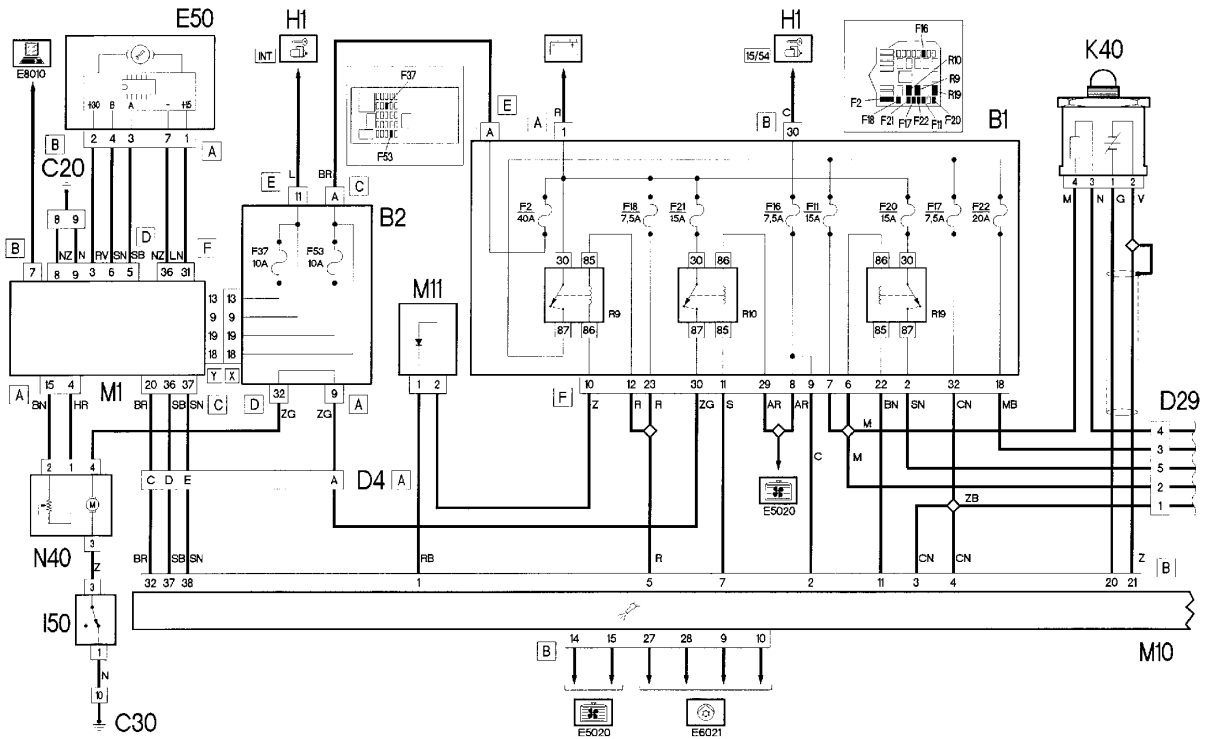 E50
H1
H1
E8010
INT
15/54
F16
R10
R9
F2
R19
F18
F21
F17
F22
F11
F20
K40
F37
F53
+30 B A - +15
2 4 3 7 1
B
A
C20
8 9
B
NZ N RV SN SB NZ LN
D
F
7 8 9 3 6 5 36 31
E
L
BR
C
11 A
B2
F37
10A
F53
10A
13 13
9 9
19 19
18 18
Y X
E
A
R
A 1
B
C
30
B1
F2
40A
F18
7,5A
F21
15A
F16
7,5A
F11
15A
F20
15A
F17
7,5A
F22
20A
30 85
86
30
86
30
87 86
R9
87 85
R10
85 87
R19
4 3 1 2
M N G V
M11
1 2
A
15 4
M1
20 36 37
C
BN HR
BR SB SN
D
32 9
A
ZG ZG
F
10 12 23 30 11 29 8 9 7 6 22 2 32 18
Z R R ZG S AR AR BN SN CN MB
C
M
M
D29
4
3
5
2
1
ZB
2 1 4
M
N40
3
Z
3
I50
1
N
10
C30
C D E A
D4
A
E5020
BR SB SN RB R CN CN Z
32 37 38 1 5 7 2 11 3 4 20 21
B
M10
B
14 15 27 28 9 10
E5020
E6021